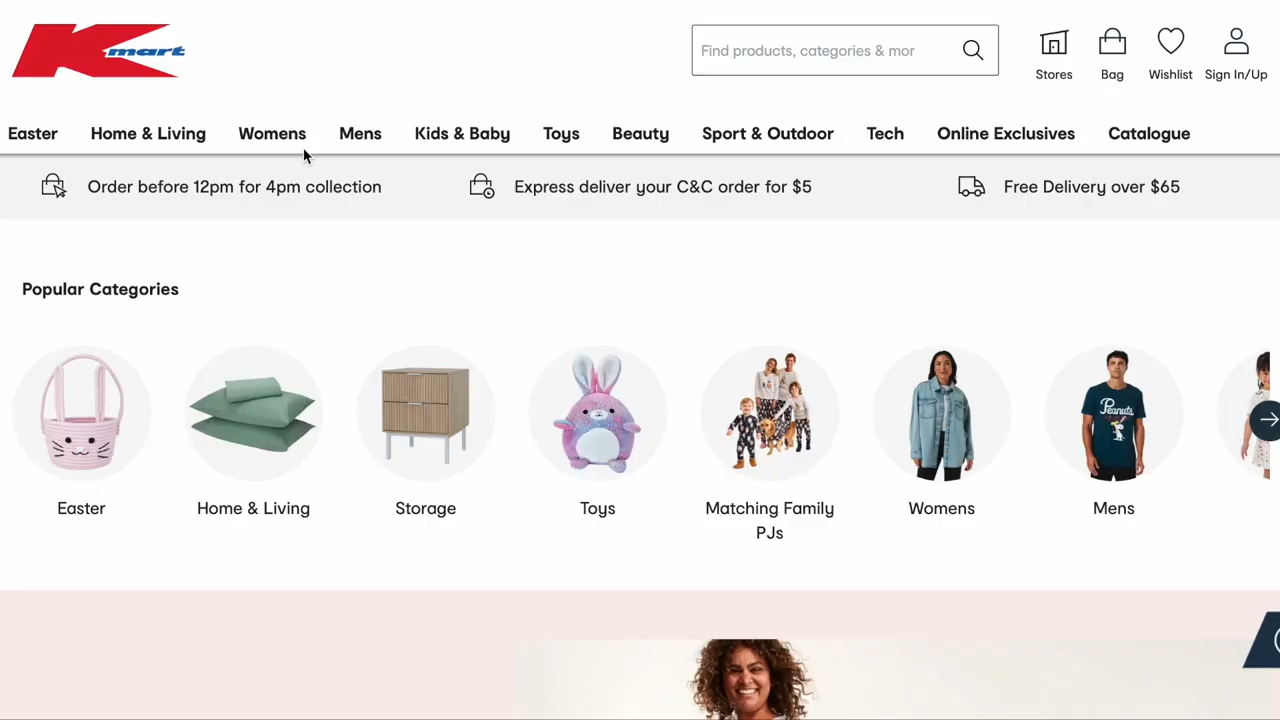 Kmart
Find products, categories & mor
Stores
Bag
Wishlist
Sign In/Up
Easter
Home & Living
Womens
Mens
Kids & Baby
Toys
Beauty
Sport & Outdoor
Tech
Online Exclusives
Catalogue
Order before 12pm for 4pm collection
Express deliver your C&C order for $5
Free Delivery over $65
Popular Categories
Peanuts
Easter
Home & Living
Storage
Toys
Matching Family
PJs
Womens
Mens